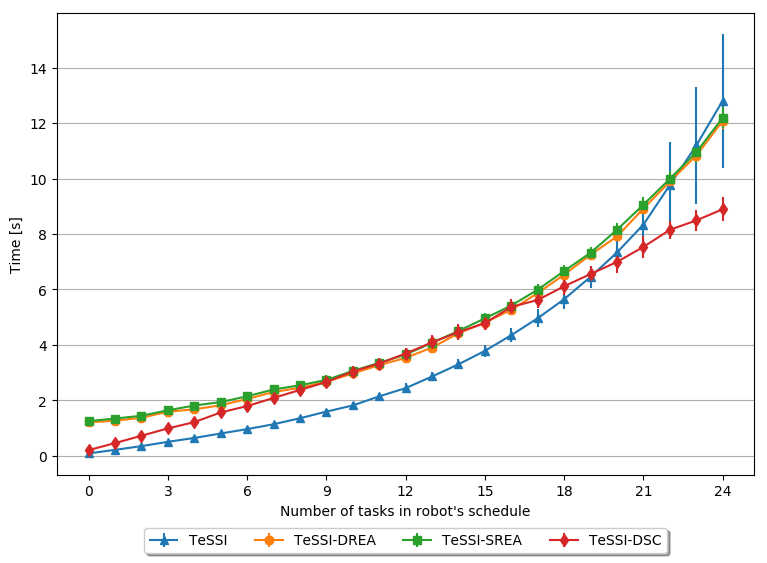 14
12
10
8
6
4
2
0
Time [s]
0 3 6 9 12 15 18 21 24
Number of tasks in robot's schedule
TeSSI TeSSI-DREA TeSSI-SREA TeSSI-DSC